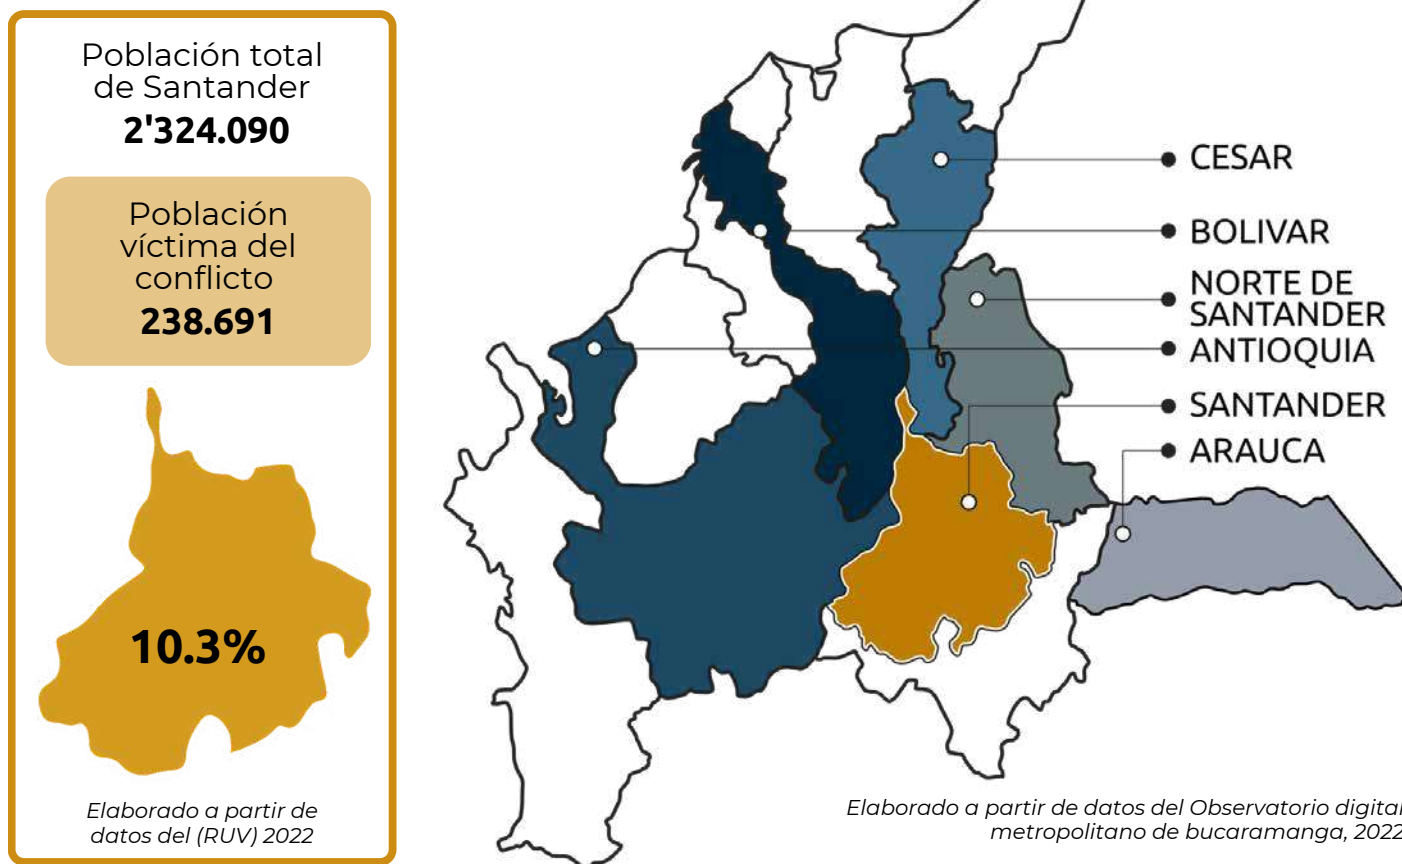 Población total
de Santander
2'324.090
Población
víctima del
conflicto
238.691
10.3%
Elaborado a partir de
datos del (RUV) 2022
CESAR
BOLIVAR
NORTE DE
SANTANDER
ANTIOQUIA
SANTANDER
ARAUCA
Elaborado a partir de datos del Observatorio digital
metropolitano de bucaramanga, 2022